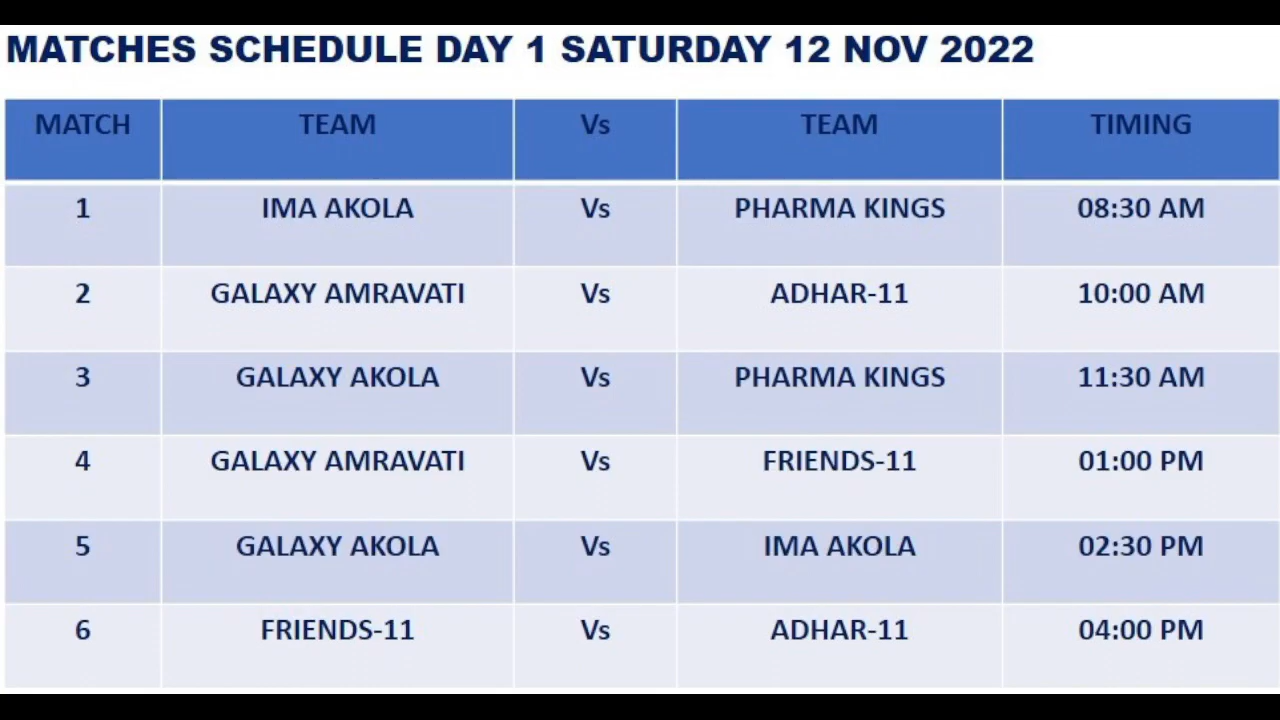 MATCHES SCHEDULE DAY 1 SATURDAY 12 NOV 2022
MATCH TEAM Vs TEAM TIMING
1 IMA AKOLA Vs PHARMA KINGS 08:30 AM
2 GALAXY AMRAVATI Vs ADHAR-11 10:00 AM
3 GALAXY AKOLA Vs PHARMA KINGS 11:30 AM
4 GALAXY AMRAVATI Vs FRIENDS-11 01:00 PM
5 GALAXY AKOLA Vs IMA AKOLA 02:30 PM
6 FRIENDS-11 Vs ADHAR-11 04:00 PM